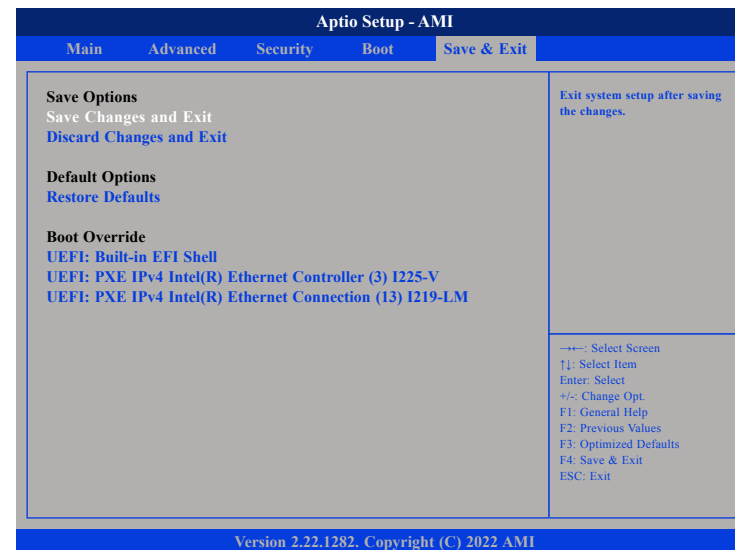 Aptio Setup - AMI
Main Advanced Security Boot Save & Exit
Save Options
Save Changes and Exit
Discard Changes and Exit
Default Options
Restore Defaults
Boot Override
UEFI: Built-in EFI Shell
UEFI: PXE IPv4 Intel(R) Ethernet Controller (3) I225-V
UEFI: PXE IPv4 Intel(R) Ethernet Connection (13) I219-LM
Exit system setup after saving
the changes.
→←: Select Screen
↑↓: Select Item
Enter: Select
+/-: Change Opt.
F1: General Help
F2: Previous Values
F3: Optimized Defaults
F4: Save & Exit
ESC: Exit
Version 2.22.1282. Copyright (C) 2022 AMI